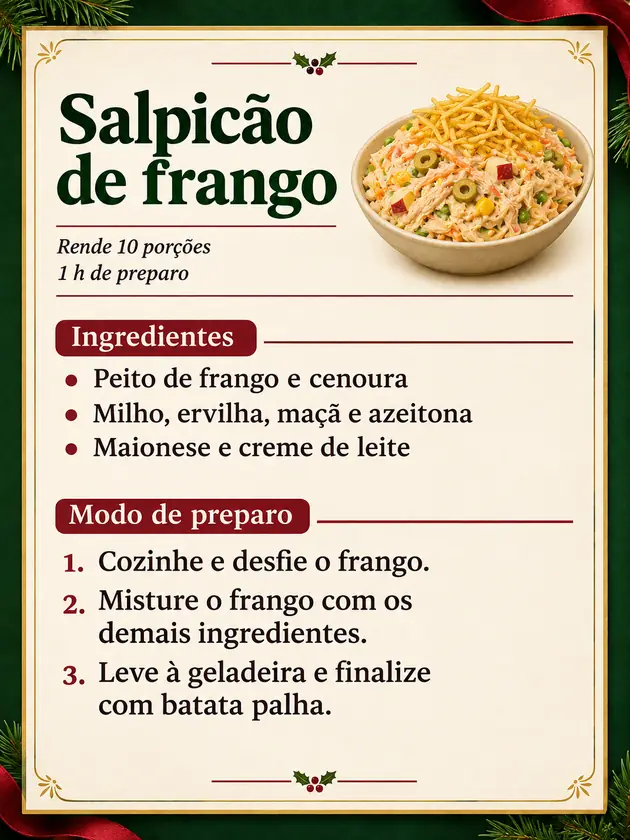 Salpicão
de frango
Rende 10 porções
1 h de preparo
Ingredientes
• Peito de frango e cenoura
• Milho, ervilha, maçã e azeitona
• Maionese e creme de leite
Modo de preparo
1. Cozinhe e desfie o frango.
2. Misture o frango com os
demais ingredientes.
3. Leve à geladeira e finalize
com batata palha.